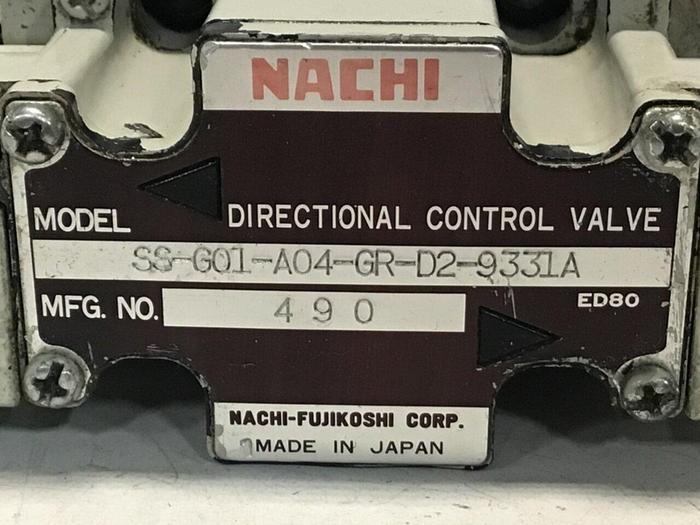 NACHI
MODEL DIRECTIONAL CONTROL VALVE
SS-G01-A04-GR-D2-9331A
MFG. NO. 490 ED80
NACHI-FUJIKOSHI CORP.
MADE IN JAPAN